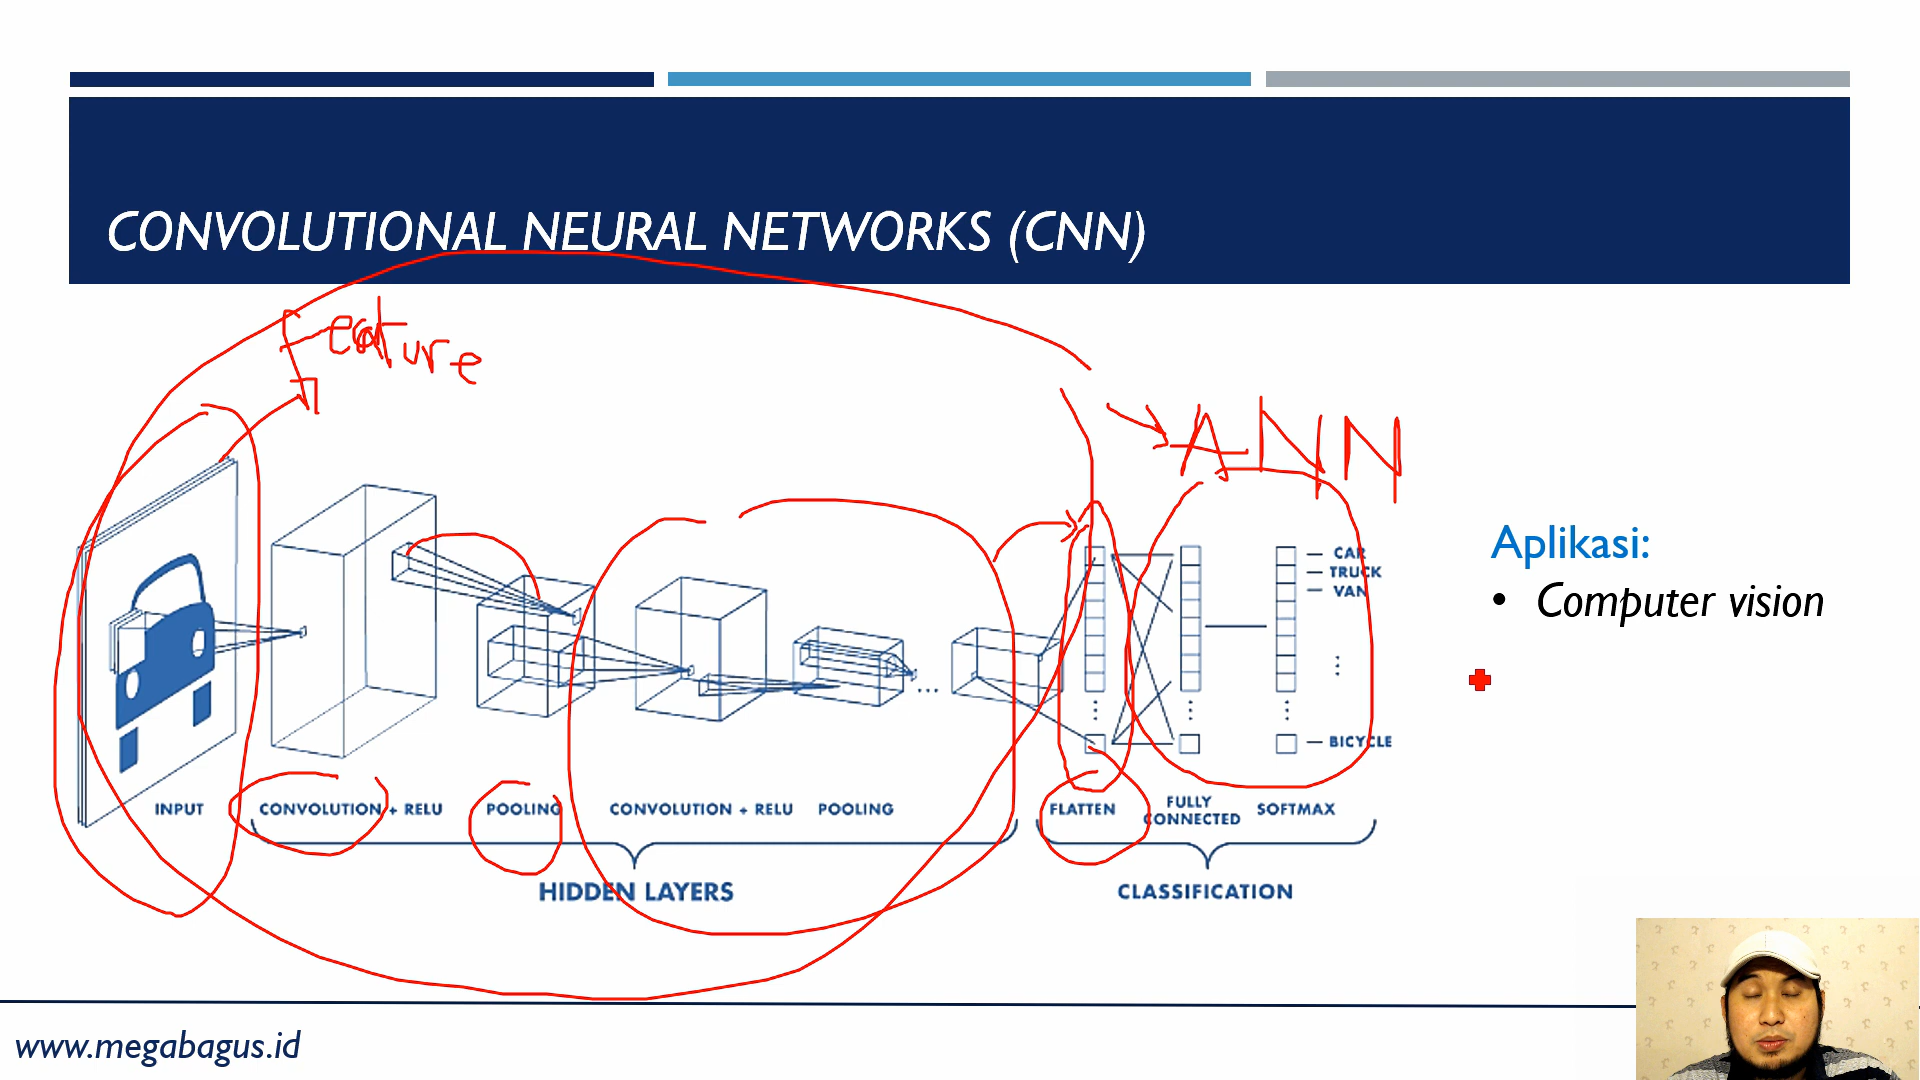 CONVOLUTIONAL NEURAL NETWORKS (CNN)
Feature
ANN
CAR
TRUCK
VAN
BICYCLE
INPUT
CONVOLUTION + RELU
POOLING
CONVOLUTION + RELU
POOLING
FLATTEN
FULLY
CONNECTED
SOFTMAX
HIDDEN LAYERS
CLASSIFICATION
Aplikasi:
• Computer vision
www.megabagus.id